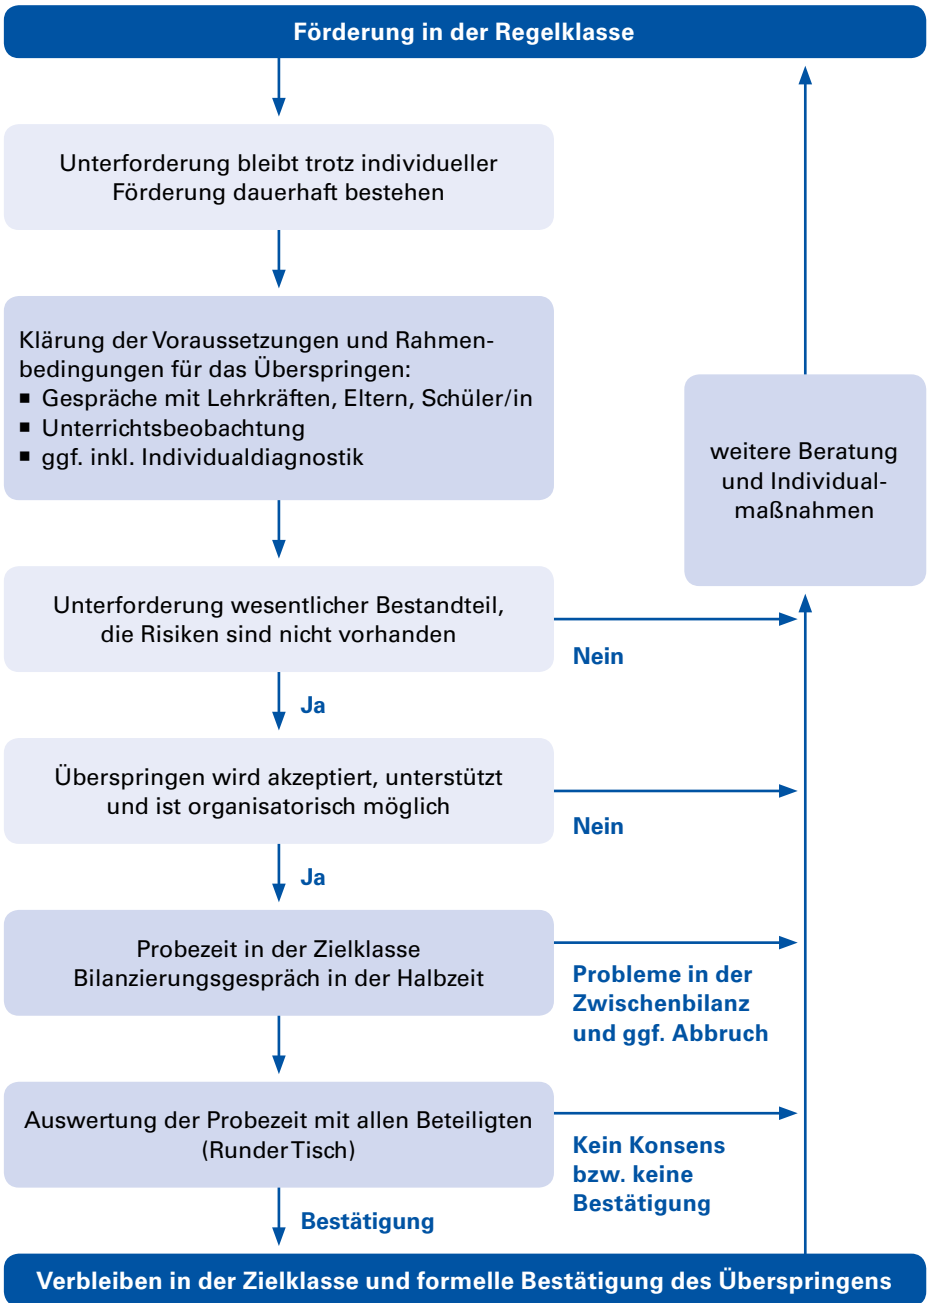 Förderung in der Regelklasse
Unterforderung bleibt trotz individueller
Förderung dauerhaft bestehen
Klärung der Voraussetzungen und Rahmen-
bedingungen für das Überspringen:
▪ Gespräche mit Lehrkräften, Eltern, Schüler/in
▪ Unterrichtsbeobachtung
▪ ggf. inkl. Individualdiagnostik
weitere Beratung
und Individual-
maßnahmen
Unterforderung wesentlicher Bestandteil,
die Risiken sind nicht vorhanden
Nein
Ja
Überspringen wird akzeptiert, unterstützt
und ist organisatorisch möglich
Nein
Ja
Probezeit in der Zielklasse
Bilanzierungsgespräch in der Halbzeit
Probleme in der
Zwischenbilanz
und ggf. Abbruch
Auswertung der Probezeit mit allen Beteiligten
(Runder Tisch)
Kein Konsens
bzw. keine
Bestätigung
Bestätigung
Verbleiben in der Zielklasse und formelle Bestätigung des Überspringens